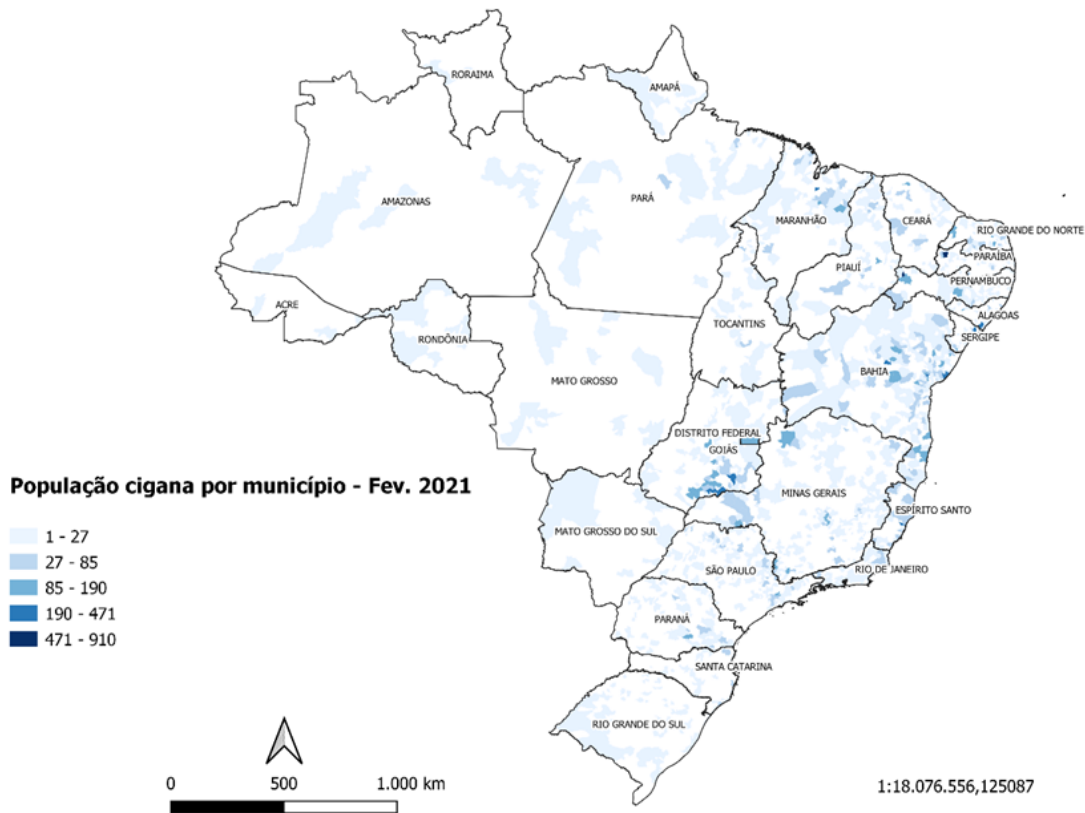 RORAIMA
AMAPÁ
AMAZONAS
PARÁ
MARANHÃO
CEARÁ
RIO GRANDE DO NORTE
PARAÍBA
PIAUÍ
PERNAMBUCO
ACRE
TOCANTINS
ALAGOAS
SERGIPE
RONDÔNIA
BAHIA
MATO GROSSO
DISTRITO FEDERAL
GOIÁS
População cigana por município - Fev. 2021
MINAS GERAIS
ESPÍRITO SANTO
1 - 27
MATO GROSSO DO SUL
27 - 85
RIO DE JANEIRO
SÃO PAULO
85 - 190
190 - 471
PARANÁ
471 - 910
SANTA CATARINA
RIO GRANDE DO SUL
0 500 1.000 km
1:18.076.556,125087